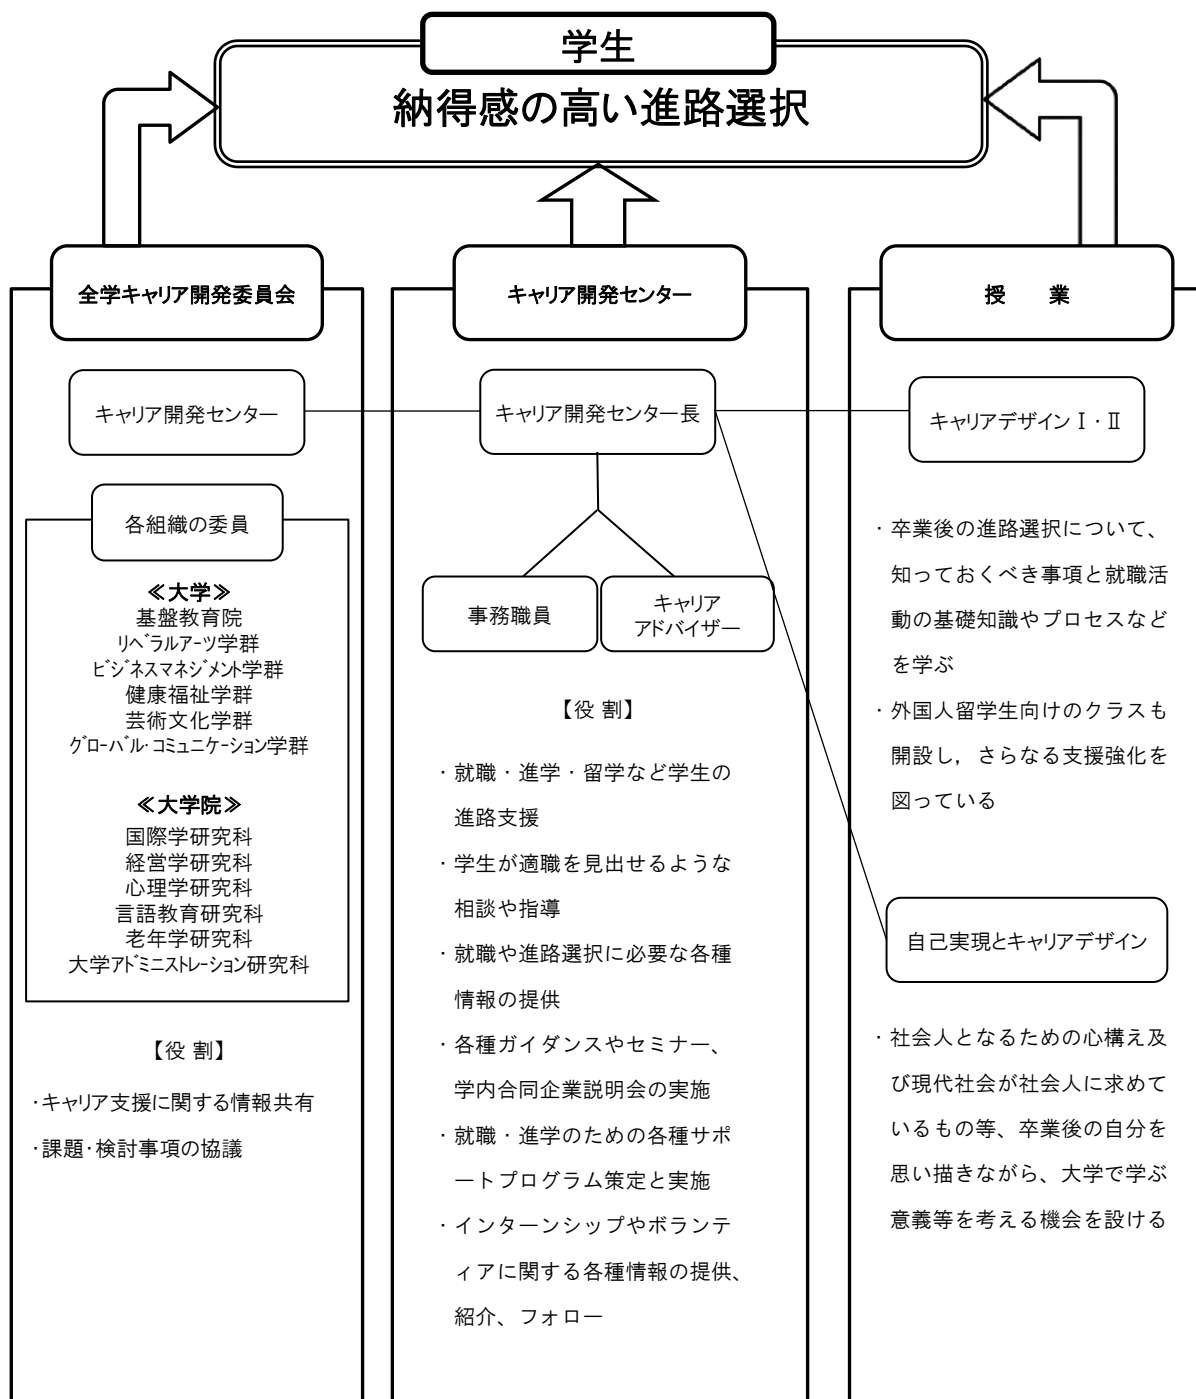 学生
納得感の高い進路選択
全学キャリア開発委員会
キャリア開発センター
各組織の委員
≪大学≫
基盤教育院
リベラルアーツ学群
ビジネスマネジメント学群
健康福祉学群
芸術文化学群
グローバル・コミュニケーション学群
≪大学院≫
国際学研究科
経営学研究科
心理学研究科
言語教育研究科
老年学研究科
大学アドミニストレーション研究科
【役 割】
・キャリア支援に関する情報共有
・課題・検討事項の協議
キャリア開発センター
キャリア開発センター長
事務職員
キャリア
アドバイザー
【役 割】
・就職・進学・留学など学生の
進路支援
・学生が適職を見出せるような
相談や指導
・就職や進路選択に必要な各種
情報の提供
・各種ガイダンスやセミナー、
学内合同企業説明会の実施
・就職・進学のための各種サポ
ートプログラム策定と実施
・インターンシップやボランテ
ィアに関する各種情報の提供、
紹介、フォロー
授　業
キャリアデザインⅠ・Ⅱ
・卒業後の進路選択について、
知っておくべき事項と就職活
動の基礎知識やプロセスなど
を学ぶ
・外国人留学生向けのクラスも
開設し，さらなる支援強化を
図っている
自己実現とキャリアデザイン
・社会人となるための心構え及
び現代社会が社会人に求めて
いるもの等、卒業後の自分を
思い描きながら、大学で学ぶ
意義等を考える機会を設ける